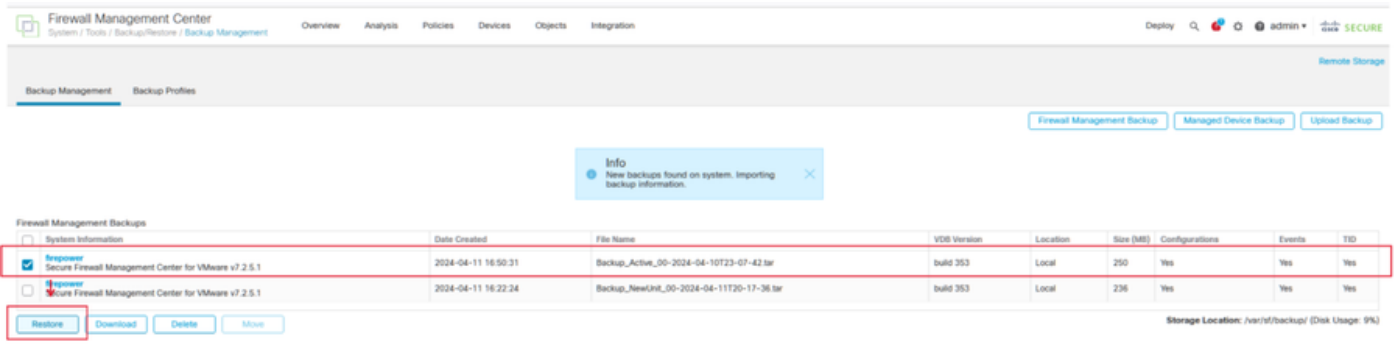 Firewall Management Center
System / Tools / Backup/Restore / Backup Management
Overview Analysis Policies Devices Objects Integration
Deploy admin
cisco SECURE
Remote Storage
Backup Management Backup Profiles
Firewall Management Backup Managed Device Backup Upload Backup
Info
New backups found on system. Importing
backup information.
Firewall Management Backups
System Information Date Created File Name VDB Version Location Size (MB) Configurations Events TID
firepower
Secure Firewall Management Center for VMware v7.2.5.1 2024-04-11 16:50:31 Backup_Active_00-2024-04-10T23-07-42.tar build 353 Local 250 Yes Yes Yes
firepower
Secure Firewall Management Center for VMware v7.2.5.1 2024-04-11 16:22:24 Backup_NewUnit_00-2024-04-11T20-17-36.tar build 353 Local 236 Yes Yes Yes
Restore Download Delete Move
Storage Location: /var/sf/backup/ (Disk Usage: 9%)